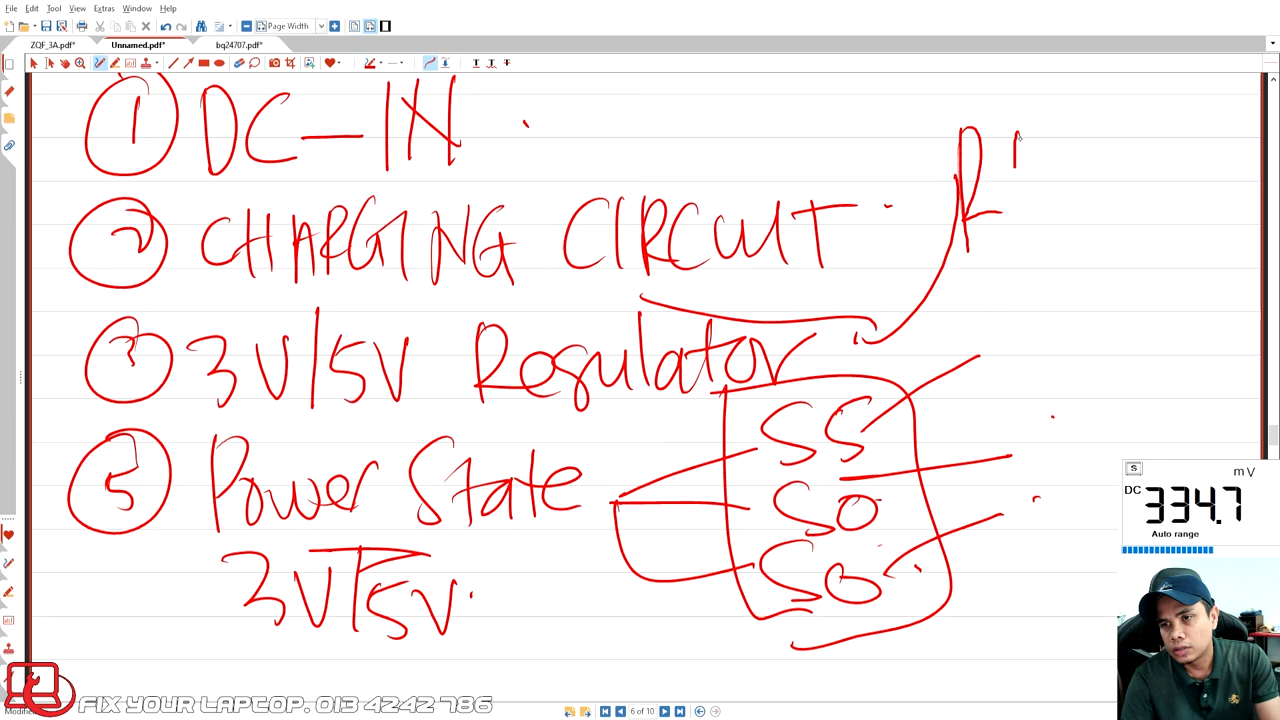 File Edit Tool View Extras Window Help
Page Width
ZQF_3A.pdf* Unnamed.pdf* bq24707.pdf*
1 DC-IN
2 CHARGING CIRCUIT
3 3V/5V Regulator
5 Power State
3V/5V
S5
S0
S0
S
mV
DC
334.7
Auto range
FIX YOUR LAPTOP. 013 4242 786
6 of 10